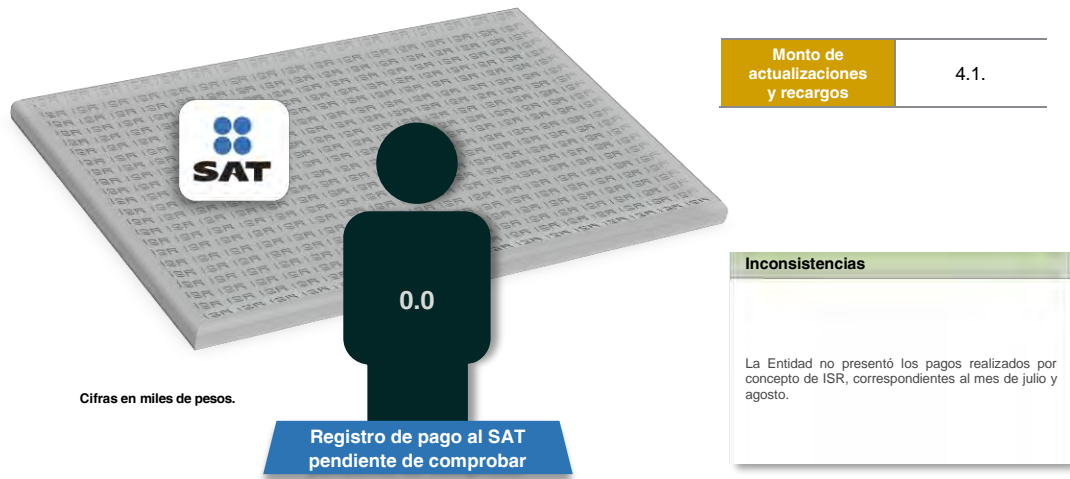 SAT
0.0
Cifras en miles de pesos.
Registro de pago al SAT
pendiente de comprobar
Monto de
actualizaciones
y recargos
4.1.
Inconsistencias
La Entidad no presentó los pagos realizados por
concepto de ISR, correspondientes al mes de julio y
agosto.